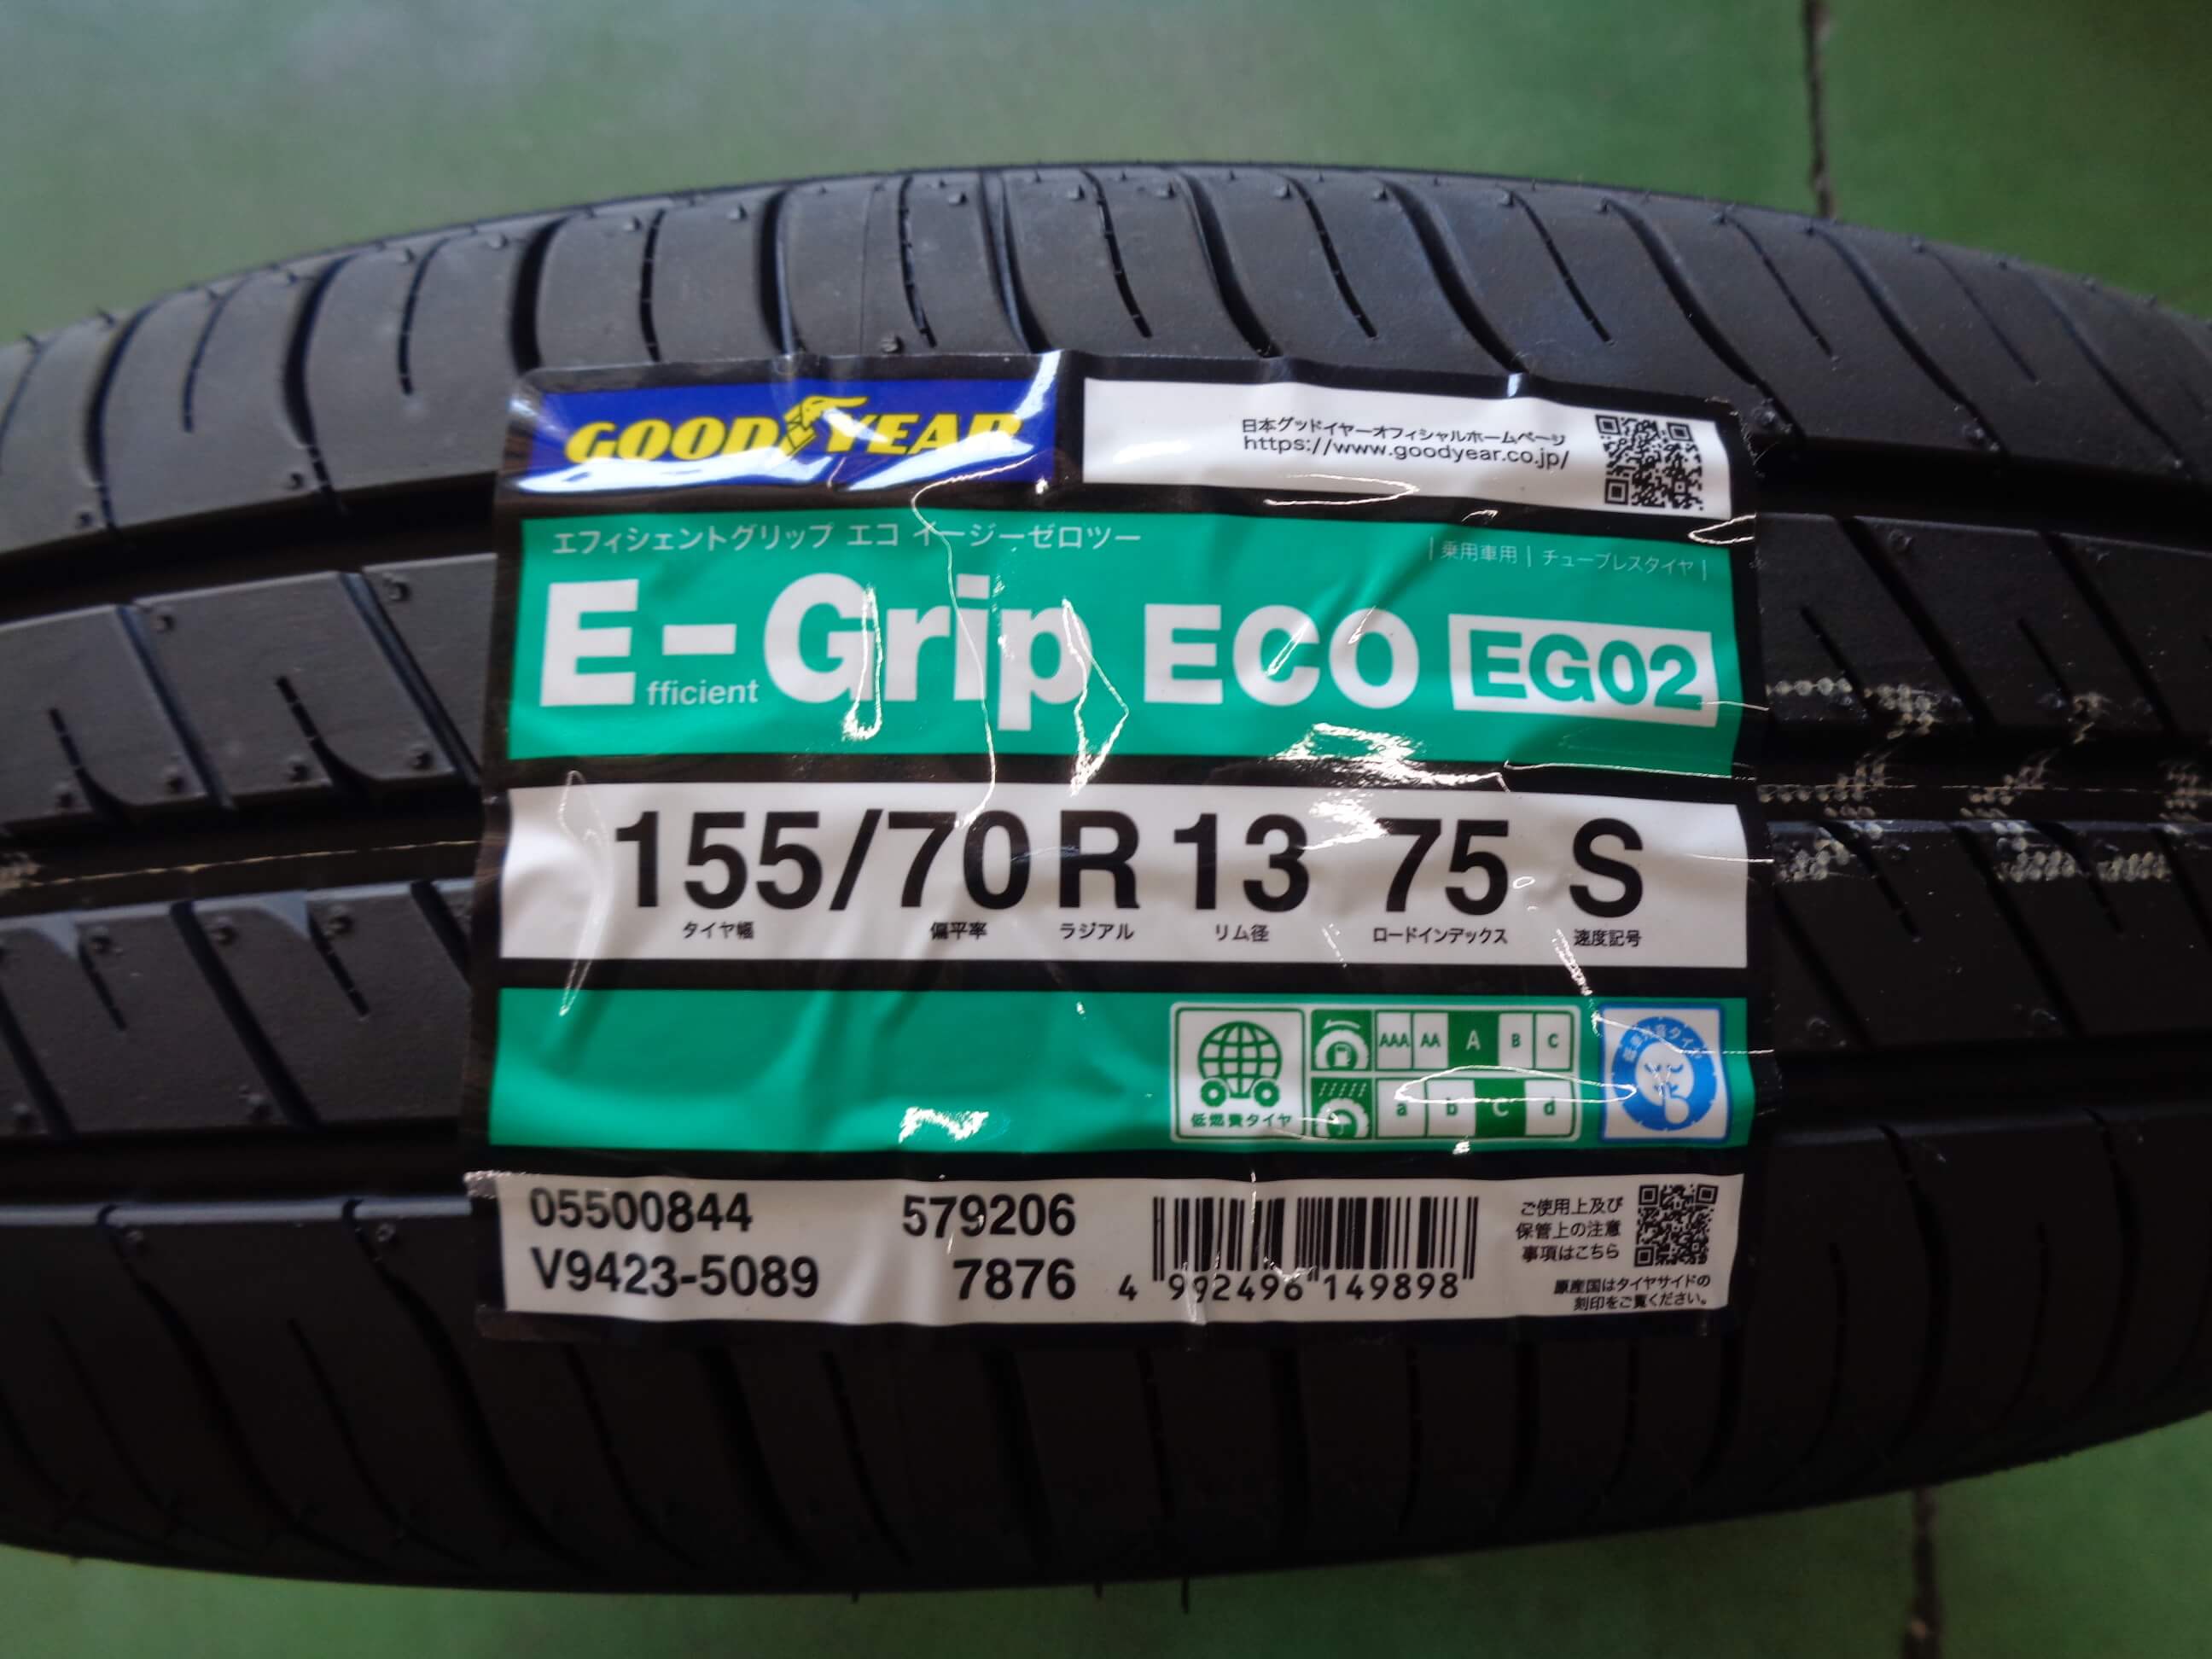 GOODYEAR
日本グッドイヤーオフィシャルホームページ
https://www.goodyear.co.jp/
エフィシェントグリップ エコ イージーゼロツー
|乗用車用|チューブレスタイヤ|
E-Grip ECO EG02
fficient
155/70 R 13 75 S
タイヤ幅 偏平率 ラジアル リム径 ロードインデックス 速度記号
AAA AA A B C
a b c d
低燃費タイヤ
05500844 579206
V9423-5089 7876
4 992496 149898
ご使用上及び
保管上の注意
事項はこちら
原産国はタイヤサイドの
刻印をご覧ください。